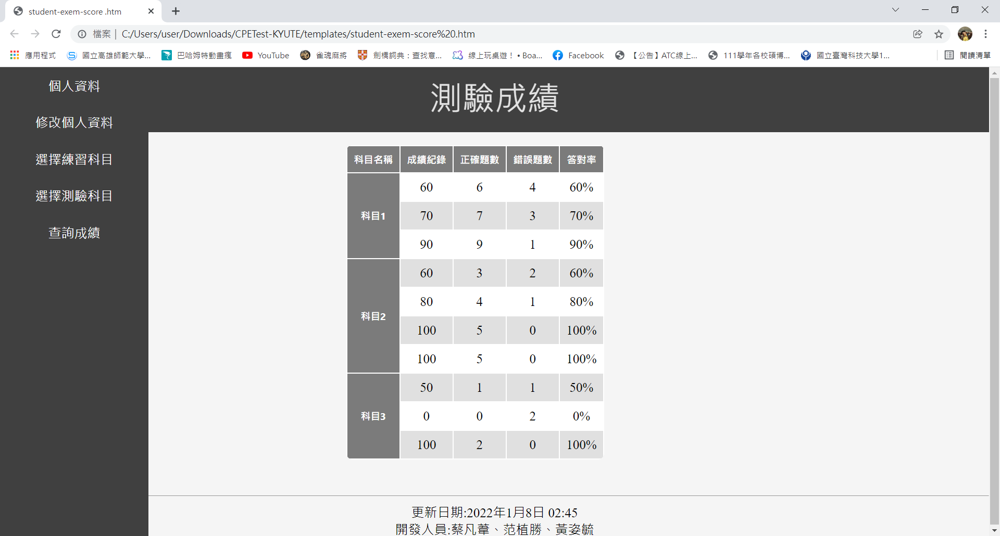 student-exem-score .htm
檔案 | C:/Users/user/Downloads/CPETest-KYUTE/templates/student-exem-score%20.htm
應用程式 國立高雄師範大學... 巴哈姆特動畫瘋 YouTube 雀魂麻將 劍橋詞典：查找意... 線上玩桌遊！ • Boa... Facebook 【公告】ATC線上... 111學年各校碩博... 國立臺灣科技大學1... 閱讀清單
測驗成績
個人資料
修改個人資料
選擇練習科目
選擇測驗科目
查詢成績
科目名稱 成績紀錄 正確題數 錯誤題數 答對率
科目1
60 6 4 60%
70 7 3 70%
90 9 1 90%
科目2
60 3 2 60%
80 4 1 80%
100 5 0 100%
100 5 0 100%
科目3
50 1 1 50%
0 0 2 0%
100 2 0 100%
更新日期:2022年1月8日 02:45
開發人員:蔡凡葦、范植勝、黃姿毓